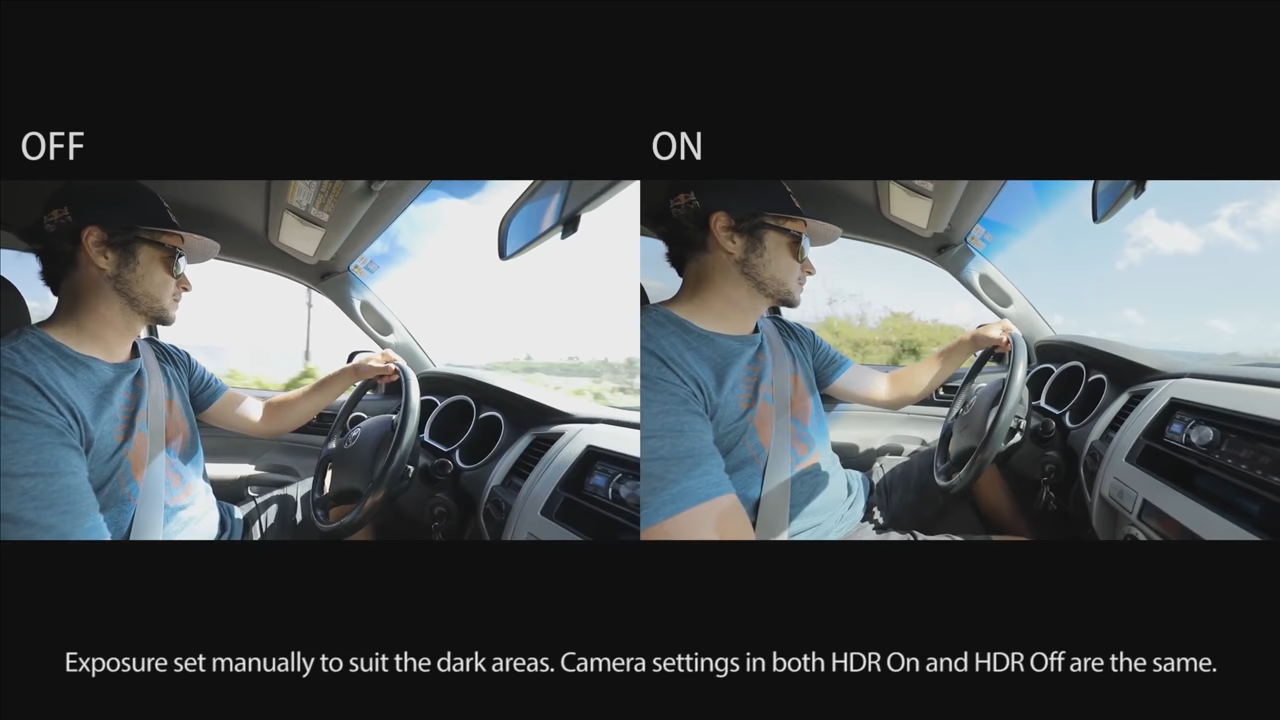 OFF
ON
Exposure set manually to suit the dark areas. Camera settings in both HDR On and HDR Off are the same.